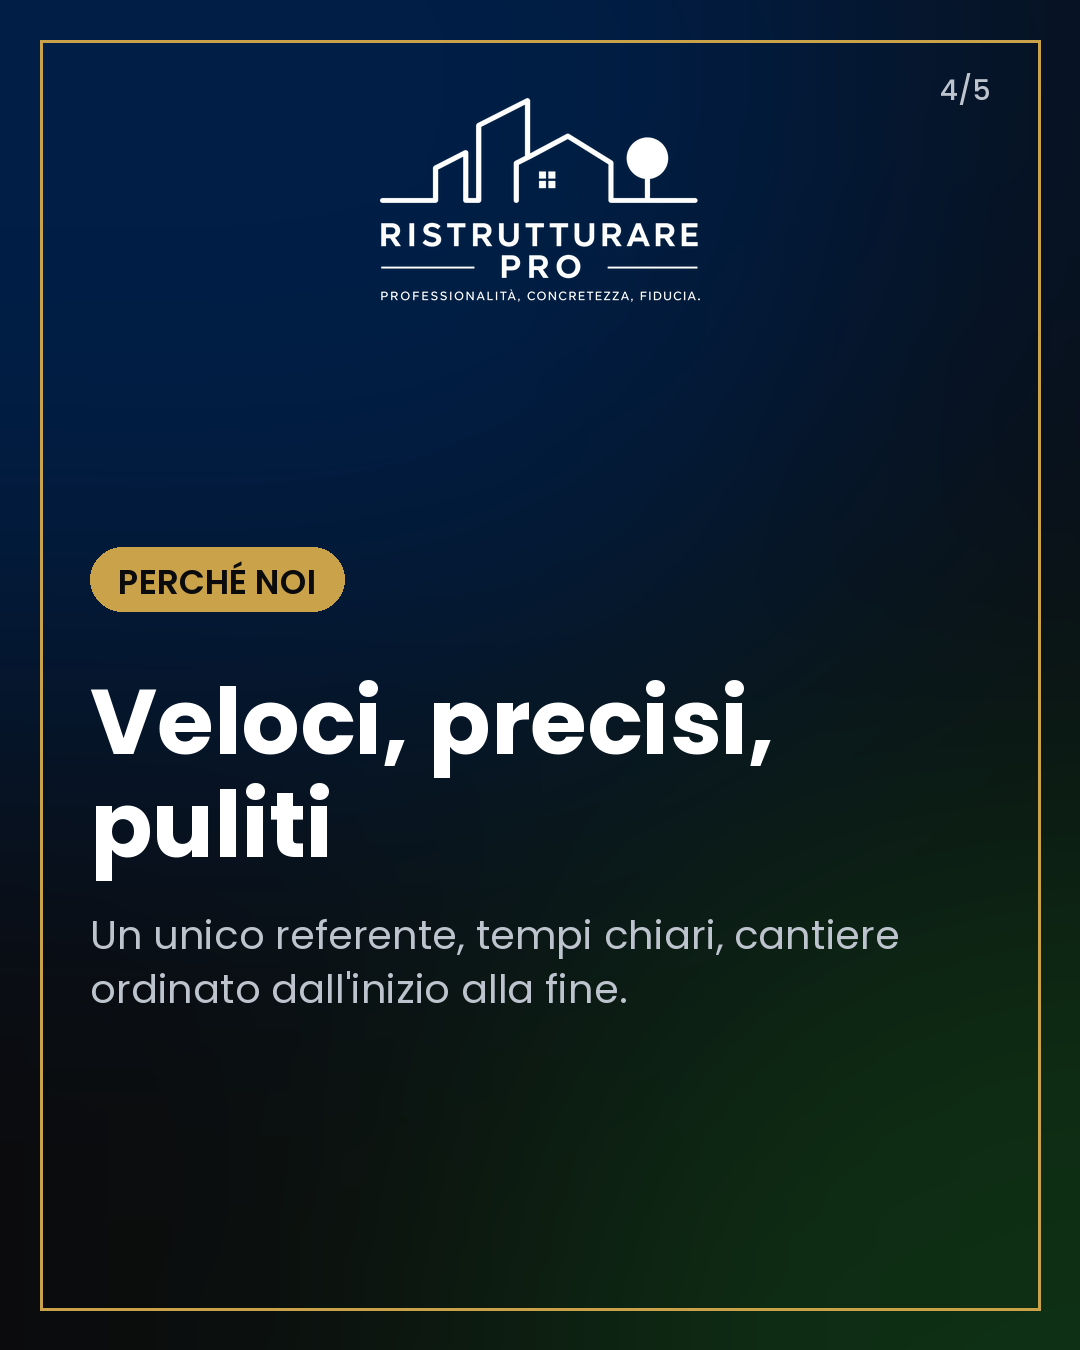 4/5
RISTRUTTURARE
PRO
PROFESSIONALITÀ, CONCRETEZZA, FIDUCIA.
PERCHÉ NOI
Veloci, precisi,
puliti
Un unico referente, tempi chiari, cantiere
ordinato dall'inizio alla fine.